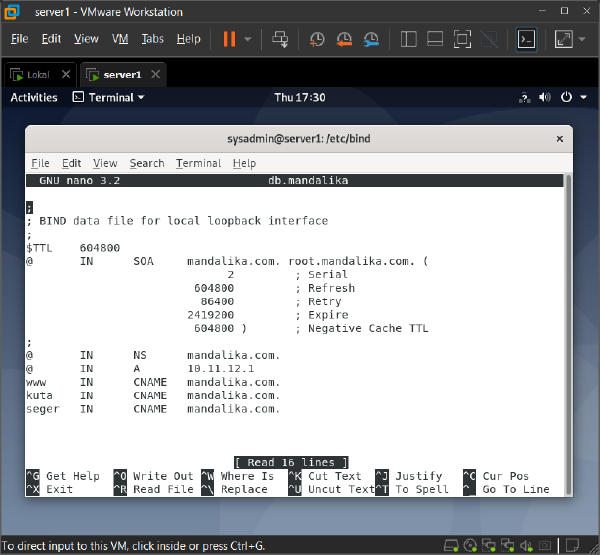 server1 - VMware Workstation
File Edit View VM Tabs Help
Lokal × server1 ×
Activities Terminal Thu 17:30
sysadmin@server1: /etc/bind
File Edit View Search Terminal Help
GNU nano 3.2 db.mandalika
;
; BIND data file for local loopback interface
;
$TTL 604800
@ IN SOA mandalika.com. root.mandalika.com. (
2 ; Serial
604800 ; Refresh
86400 ; Retry
2419200 ; Expire
604800 ) ; Negative Cache TTL
;
@ IN NS mandalika.com.
@ IN A 10.11.12.1
www IN CNAME mandalika.com.
kuta IN CNAME mandalika.com.
seger IN CNAME mandalika.com.
[ Read 16 lines ]
^G Get Help ^O Write Out ^W Where Is ^K Cut Text ^J Justify ^C Cur Pos
^X Exit ^R Read File ^\ Replace ^U Uncut Text ^T To Spell ^_ Go To Line
To direct input to this VM, click inside or press Ctrl+G.